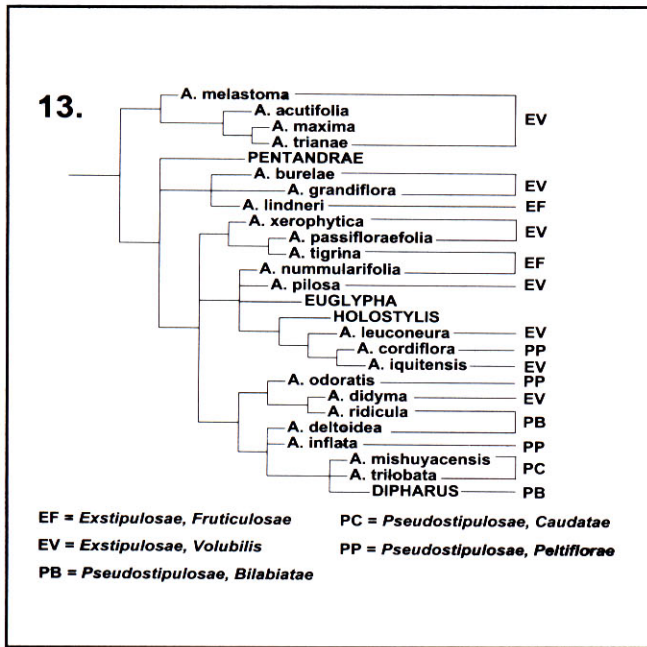 13.
A. melastoma
A. acutifolia
EV
A. maxima
A. trianae
PENTANDRAE
A. burelae
EV
A. grandiflora
A. lindneri EF
A. xerophytica
EV
A. passifloraefolia
A. tigrina
EF
A. nummularifolia
A. pilosa EV
EUGLYPHA
HOLOSTYLIS
A. leuconeura EV
A. cordiflora PP
A. iquitensis EV
A. odoratis PP
A. didyma EV
A. ridicula
PB
A. deltoidea
A. inflata PP
A. mishuyacensis
PC
A. trilobata
DIPHARUS PB
EF = Exstipulosae, Fruticulosae
PC = Pseudostipulosae, Caudatae
EV = Exstipulosae, Volubilis
PP = Pseudostipulosae, Peltiflorae
PB = Pseudostipulosae, Bilabiatae